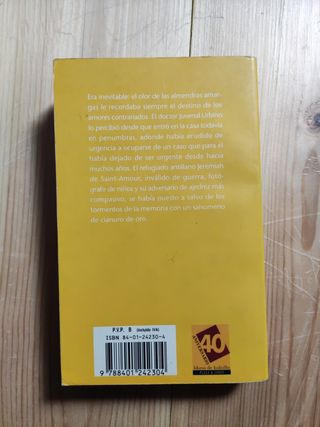 Era inevitable: el olor de las almendras amar-
gas le recordaba siempre el destino de los
amores contrariados. El doctor Juvenal Urbino
lo percibió desde que entró en la casa todavía
en penumbras, adonde había acudido de
urgencia a ocuparse de un caso que para él
había dejado de ser urgente desde hacía
muchos años. El refugiado antillano Jeremiah
de Saint-Amour, inválido de guerra, fotó-
grafo de niños y su adversario de ajedrez más
compasivo, se había puesto a salvo de los
tormentos de la memoria con un sahumerio de
cianuro de oro.
P.V.P. B (incluido IVA)
ISBN 84-01-24230-4
9 788401 242304
40
ANIVERSARIO